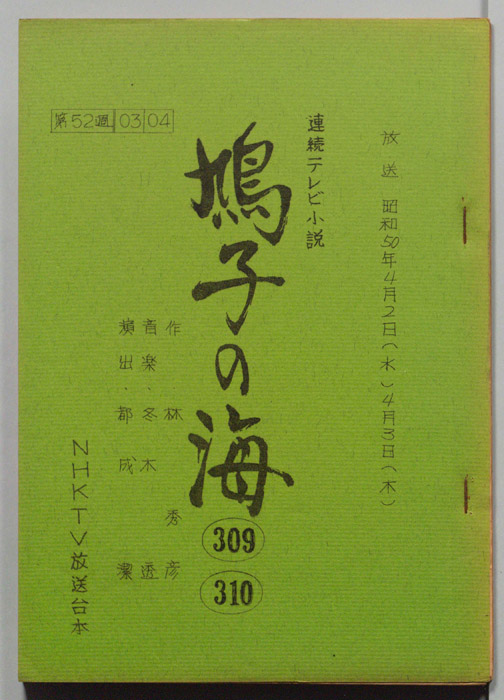 放送 昭和50年4月2日(水)4月3日(木)
連続テレビ小説
鳩子の海
309
310
第52週 03 04
作 林 秀彦
音楽、冬木 透
演出、都成 潔
NHKTV放送台本